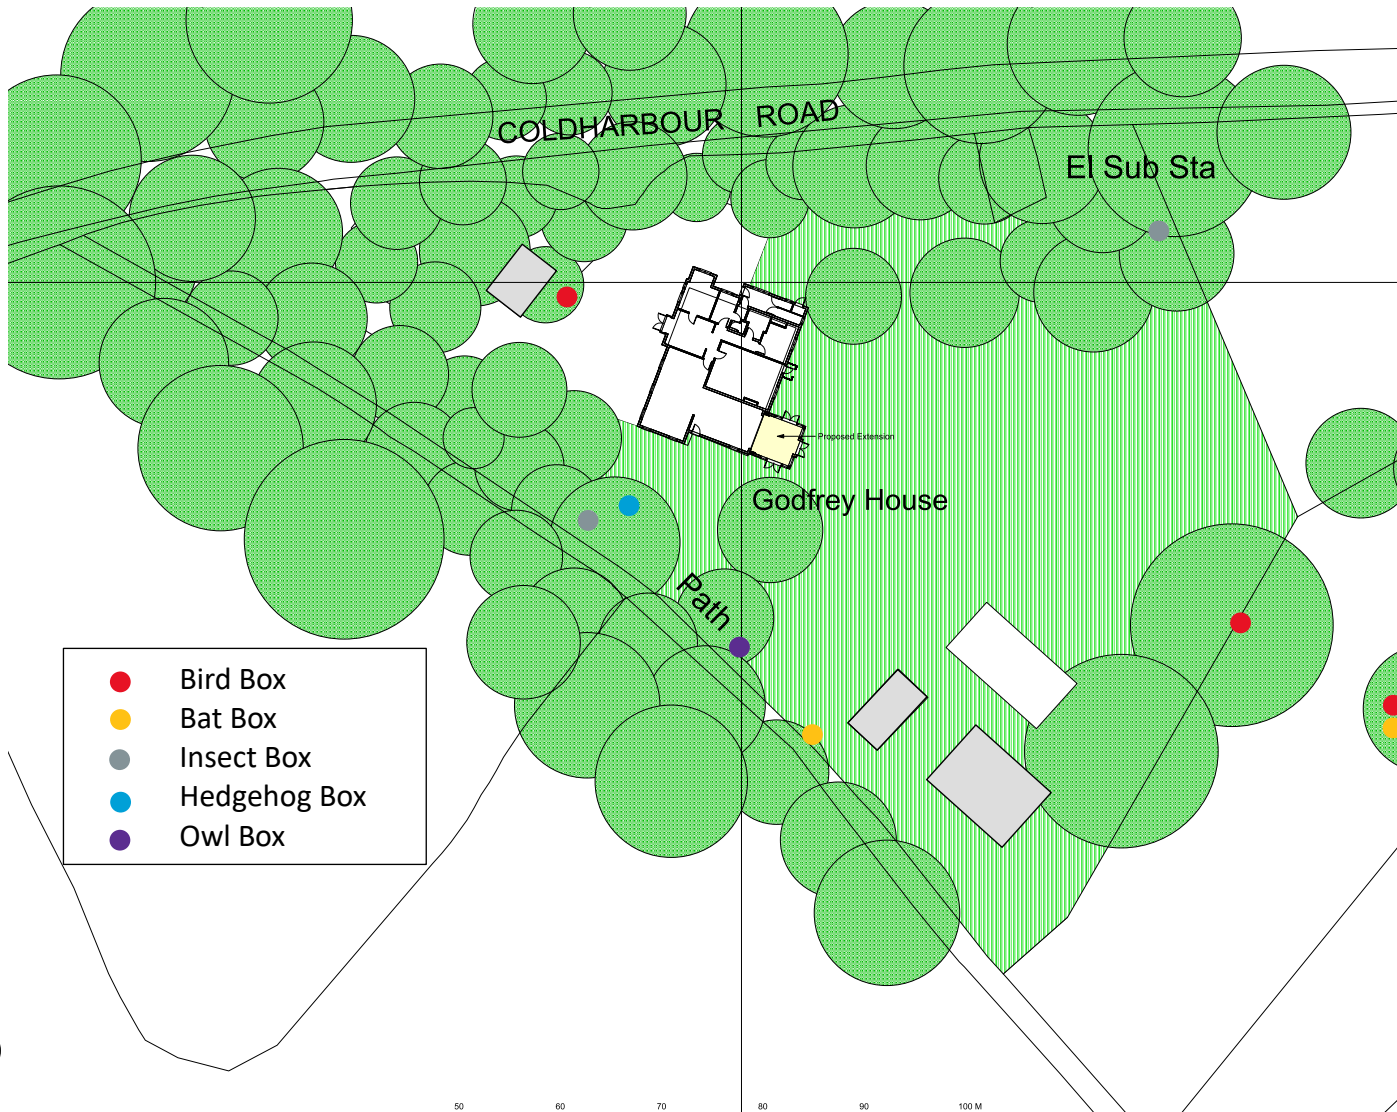 COLDHARBOUR ROAD
El Sub Sta
Proposed Extension
Godfrey House
Path
Bird Box
Bat Box
Insect Box
Hedgehog Box
Owl Box
50 60 70 80 90 100 M